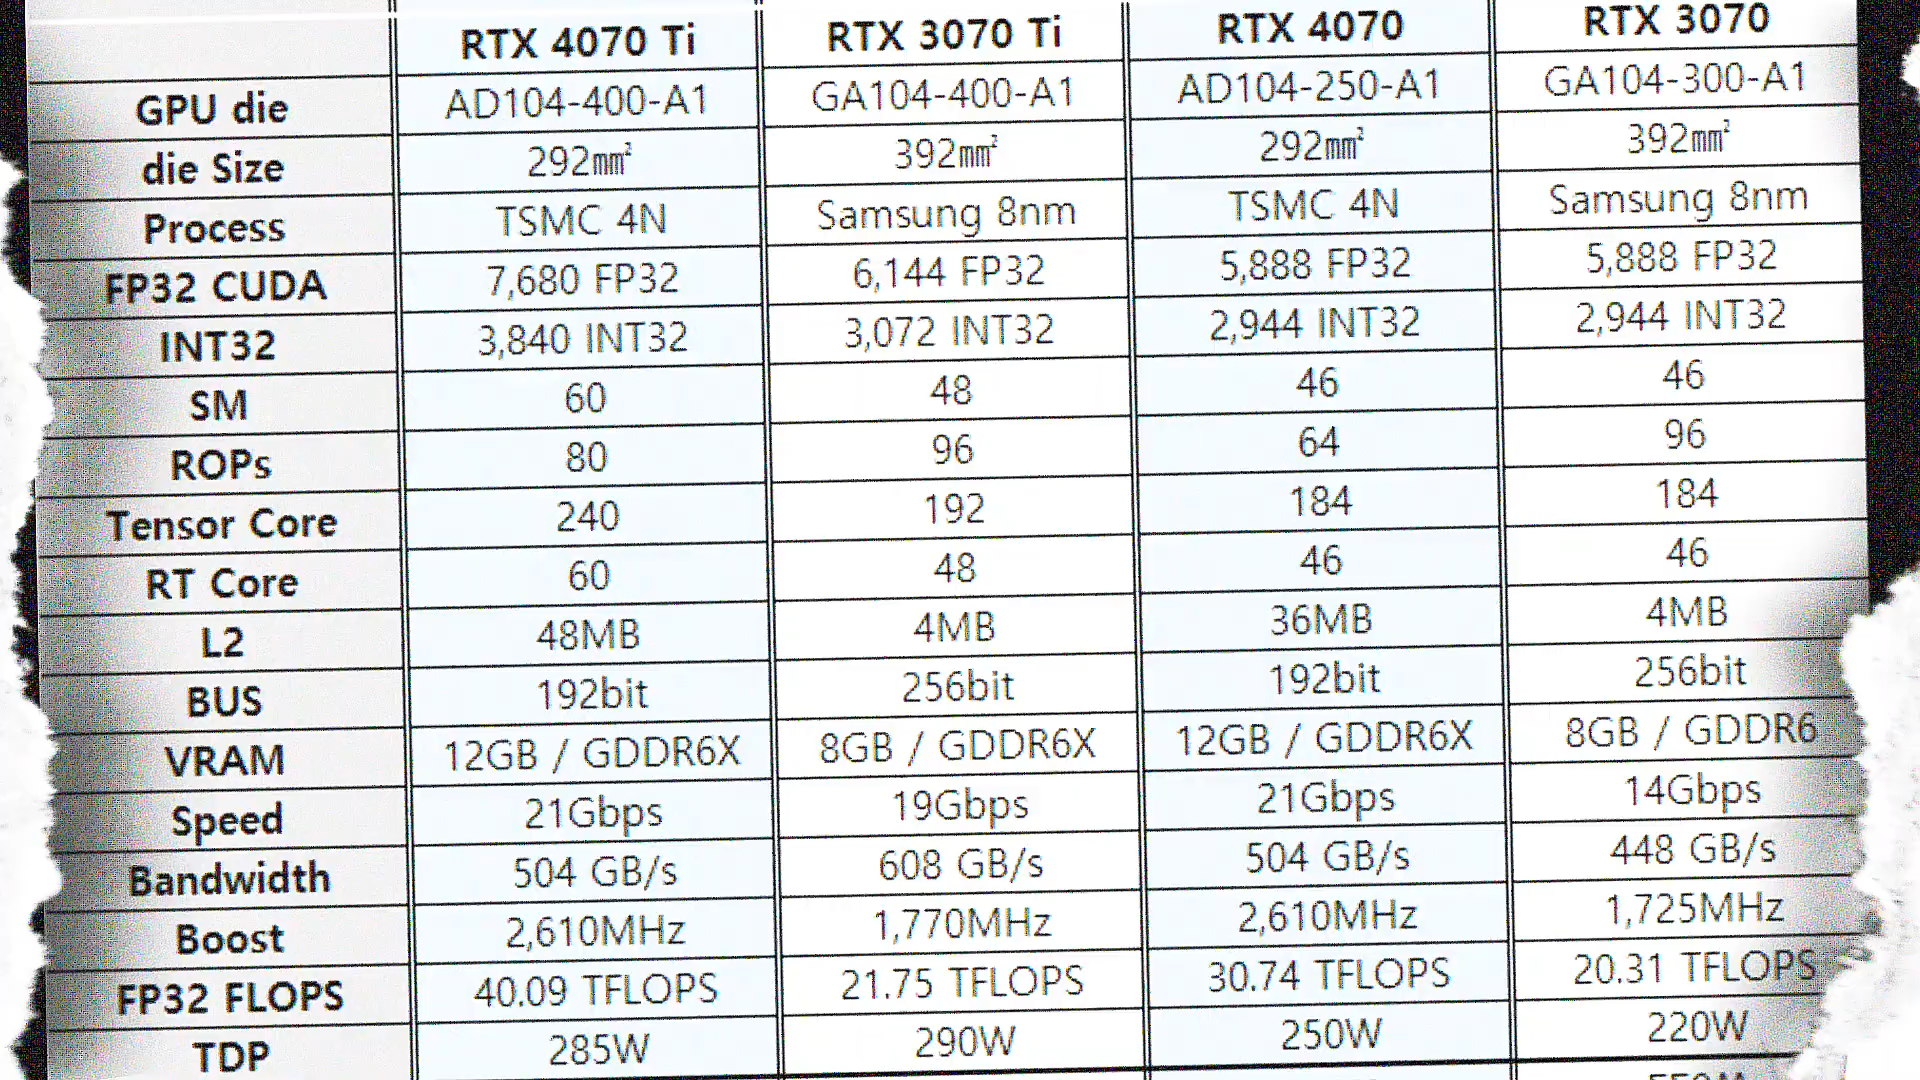 RTX 4070 Ti RTX 3070 Ti RTX 4070 RTX 3070
GPU die AD104-400-A1 GA104-400-A1 AD104-250-A1 GA104-300-A1
die Size 292㎟ 392㎟ 292㎟ 392㎟
Process TSMC 4N Samsung 8nm TSMC 4N Samsung 8nm
FP32 CUDA 7,680 FP32 6,144 FP32 5,888 FP32 5,888 FP32
INT32 3,840 INT32 3,072 INT32 2,944 INT32 2,944 INT32
SM 60 48 46 46
ROPs 80 96 64 96
Tensor Core 240 192 184 184
RT Core 60 48 46 46
L2 48MB 4MB 36MB 4MB
BUS 192bit 256bit 192bit 256bit
VRAM 12GB / GDDR6X 8GB / GDDR6X 12GB / GDDR6X 8GB / GDDR6
Speed 21Gbps 19Gbps 21Gbps 14Gbps
Bandwidth 504 GB/s 608 GB/s 504 GB/s 448 GB/s
Boost 2,610MHz 1,770MHz 2,610MHz 1,725MHz
FP32 FLOPS 40.09 TFLOPS 21.75 TFLOPS 30.74 TFLOPS 20.31 TFLOPS
TDP 285W 290W 250W 220W